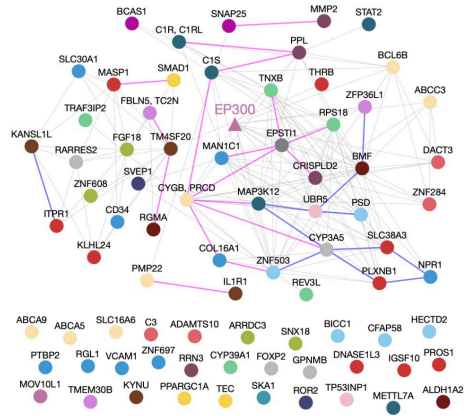 BCAS1
SNAP25
MMP2
STAT2
C1R, C1RL
PPL
SLC30A1
MASP1
SMAD1
C1S
THRB
BCL6B
TNXB
ZFP36L1
ABCC3
FBLN5, TC2N
TRAF3IP2
EP300
RPS18
KANSL1L
FGF18
TM4SF20
EPSTI1
RARRES2
MAN1C1
CRISPLD2
BMF
DACT3
ZNF608
SVEP1
CYGB, PRCD
MAP3K12
UBR5
PSD
ZNF284
ITPR1
CD34
RGMA
CYP3A5
SLC38A3
KLHL24
COL16A1
ZNF503
PLXNB1
NPR1
PMP22
IL1R1
REV3L
ABCA9
ABCA5
SLC16A6
C3
ADAMTS10
ARRDC3
SNX18
BICC1
CFAP58
HECTD2
PTBP2
RGL1
VCAM1
ZNF697
RRN3
CYP39A1
FOXP2
GPNMB
DNASE1L3
IGSF10
PROS1
MOV10L1
TMEM30B
KYNU
PPARGC1A
TEC
SKA1
ROR2
TP53INP1
METTL7A
ALDH1A2